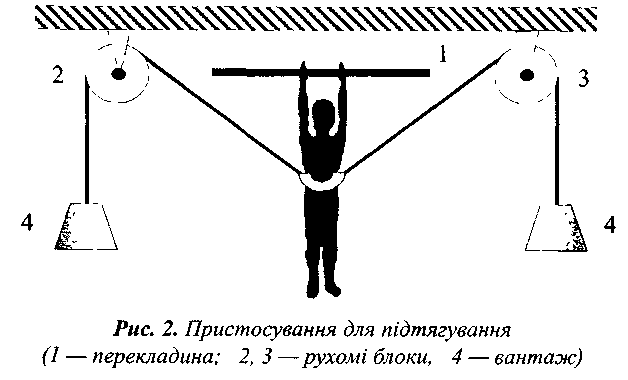 1
2
3
4
4
Рис. 2. Пристосування для підтягування
(1 — перекладина; 2, 3 — рухомі блоки, 4 — вантаж)